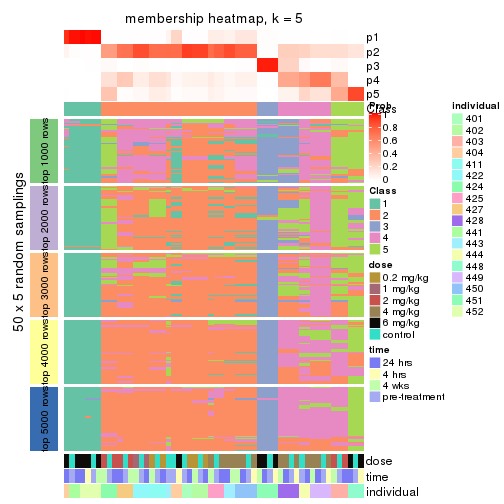 membership heatmap, k = 5
p1
p2
p3
p4
p5
Prob
Class
1
0.8
0.6
0.4
0.2
0
Class
1
2
3
4
5
dose
0.2 mg/kg
1 mg/kg
2 mg/kg
4 mg/kg
6 mg/kg
control
time
24 hrs
4 hrs
4 wks
pre-treatment
individual
401
402
403
404
411
422
424
425
427
428
441
443
444
448
449
450
451
452
50 x 5 random samplings
top 1000 rows
top 2000 rows
top 3000 rows
top 4000 rows
top 5000 rows
dose
time
individual